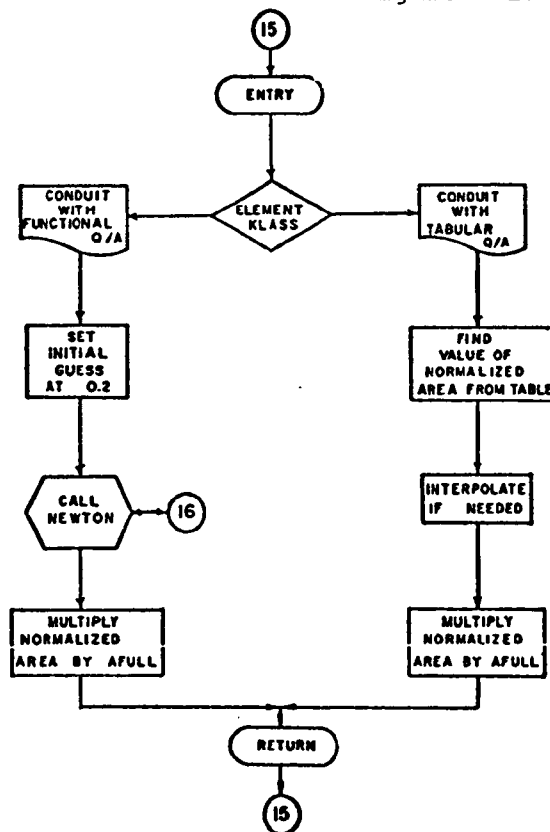 15
ENTRY
ELEMENT
KLASS
CONDUIT
WITH
FUNCTIONAL
Q/A
SET
INITIAL
GUESS
AT 0.2
CALL
NEWTON
16
MULTIPLY
NORMALIZED
AREA BY AFULL
CONDUIT
WITH
TABULAR
Q/A
FIND
VALUE OF
NORMALIZED
AREA FROM TABLE
INTERPOLATE
IF NEEDED
MULTIPLY
NORMALIZED
AREA BY AFULL
RETURN
15